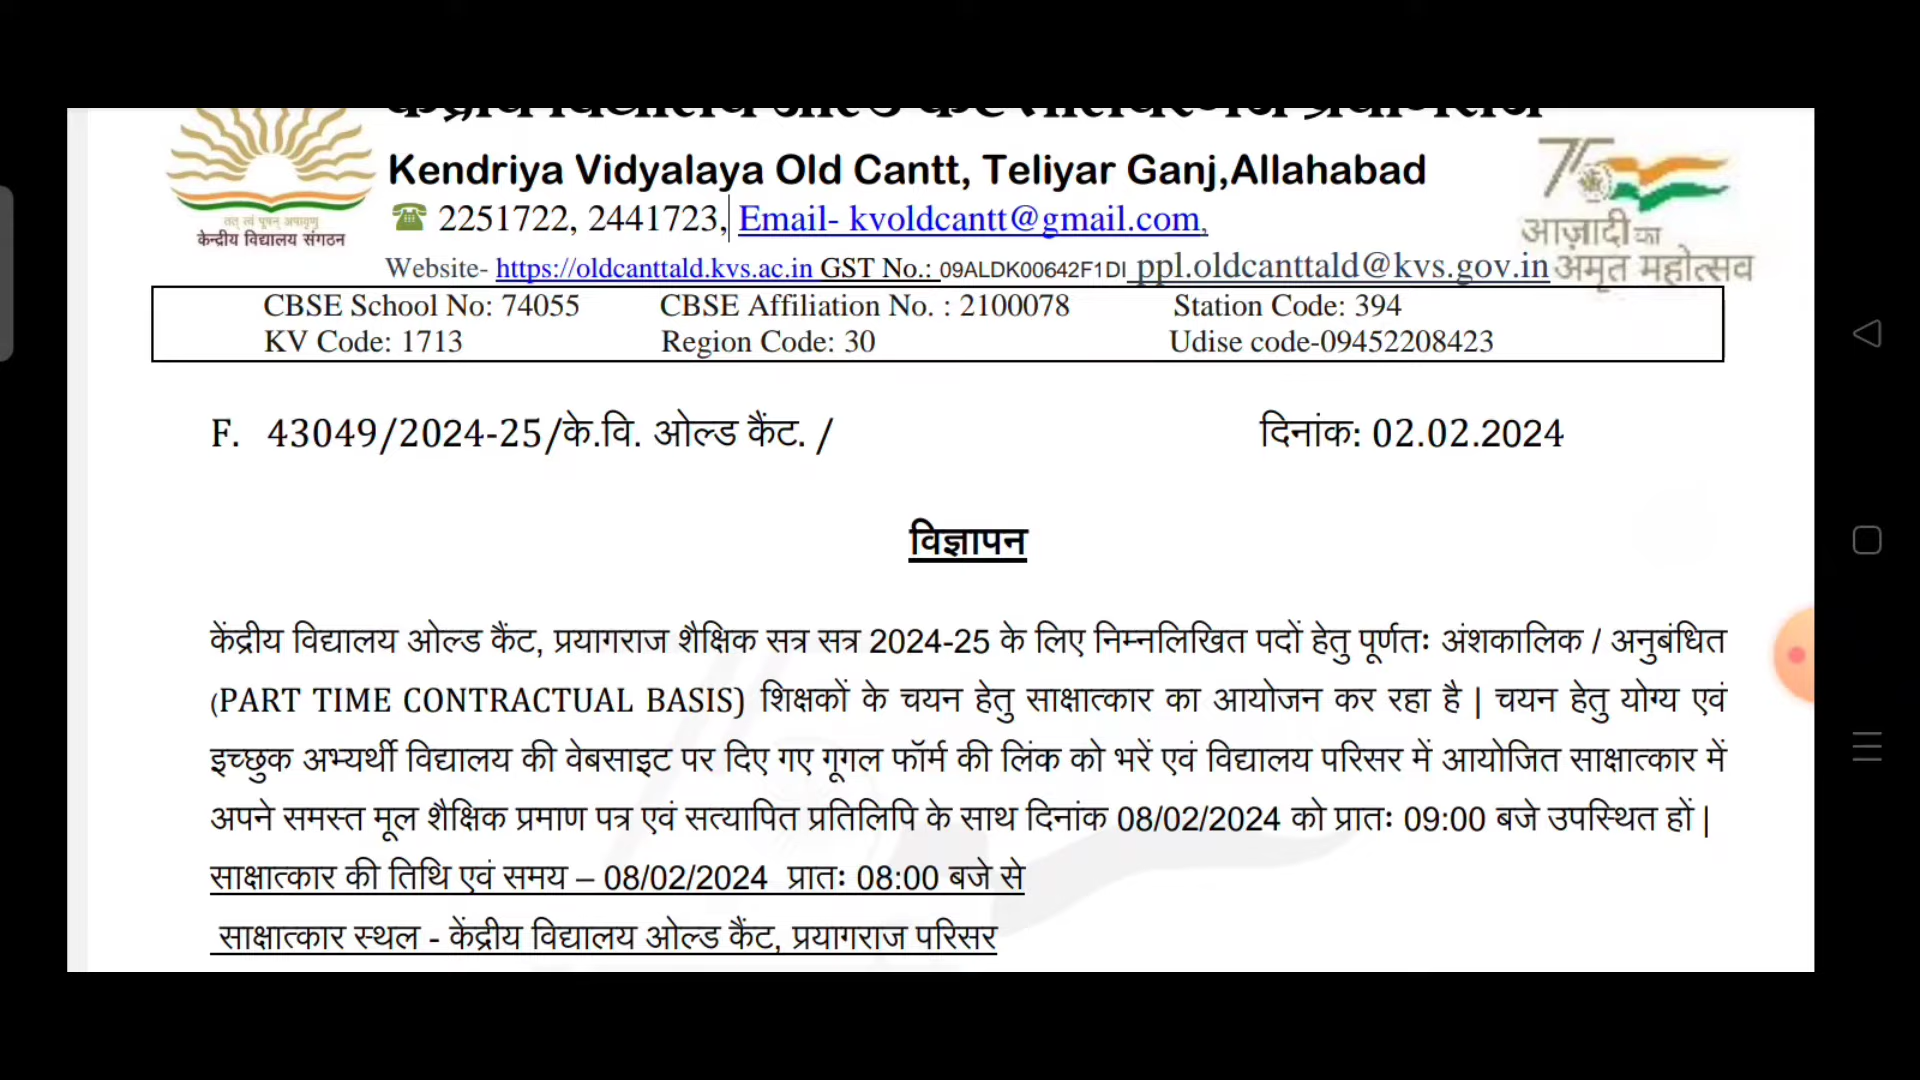 केंद्रीय विद्यालय ओल्ड कैंट
Kendriya Vidyalaya Old Cantt, Teliyar Ganj,Allahabad
☎ 2251722, 2441723, Email- kvoldcantt@gmail.com,
तत् त्वं पूषन् अपावृणु
केन्द्रीय विद्यालय संगठन
आज़ादी का
अमृत महोत्सव
Website- https://oldcanttald.kvs.ac.in GST No.: 09ALDK00642F1DI ppl.oldcanttald@kvs.gov.in
CBSE School No: 74055 CBSE Affiliation No. : 2100078 Station Code: 394
KV Code: 1713 Region Code: 30 Udise code-09452208423
F. 43049/2024-25/के.वि. ओल्ड कैंट. / दिनांक: 02.02.2024
विज्ञापन
केंद्रीय विद्यालय ओल्ड कैंट, प्रयागराज शैक्षिक सत्र सत्र 2024-25 के लिए निम्नलिखित पदों हेतु पूर्णतः अंशकालिक / अनुबंधित
(PART TIME CONTRACTUAL BASIS) शिक्षकों के चयन हेतु साक्षात्कार का आयोजन कर रहा है | चयन हेतु योग्य एवं
इच्छुक अभ्यर्थी विद्यालय की वेबसाइट पर दिए गए गूगल फॉर्म की लिंक को भरें एवं विद्यालय परिसर में आयोजित साक्षात्कार में
अपने समस्त मूल शैक्षिक प्रमाण पत्र एवं सत्यापित प्रतिलिपि के साथ दिनांक 08/02/2024 को प्रातः 09:00 बजे उपस्थित हों |
साक्षात्कार की तिथि एवं समय – 08/02/2024 प्रातः 08:00 बजे से
साक्षात्कार स्थल - केंद्रीय विद्यालय ओल्ड कैंट, प्रयागराज परिसर